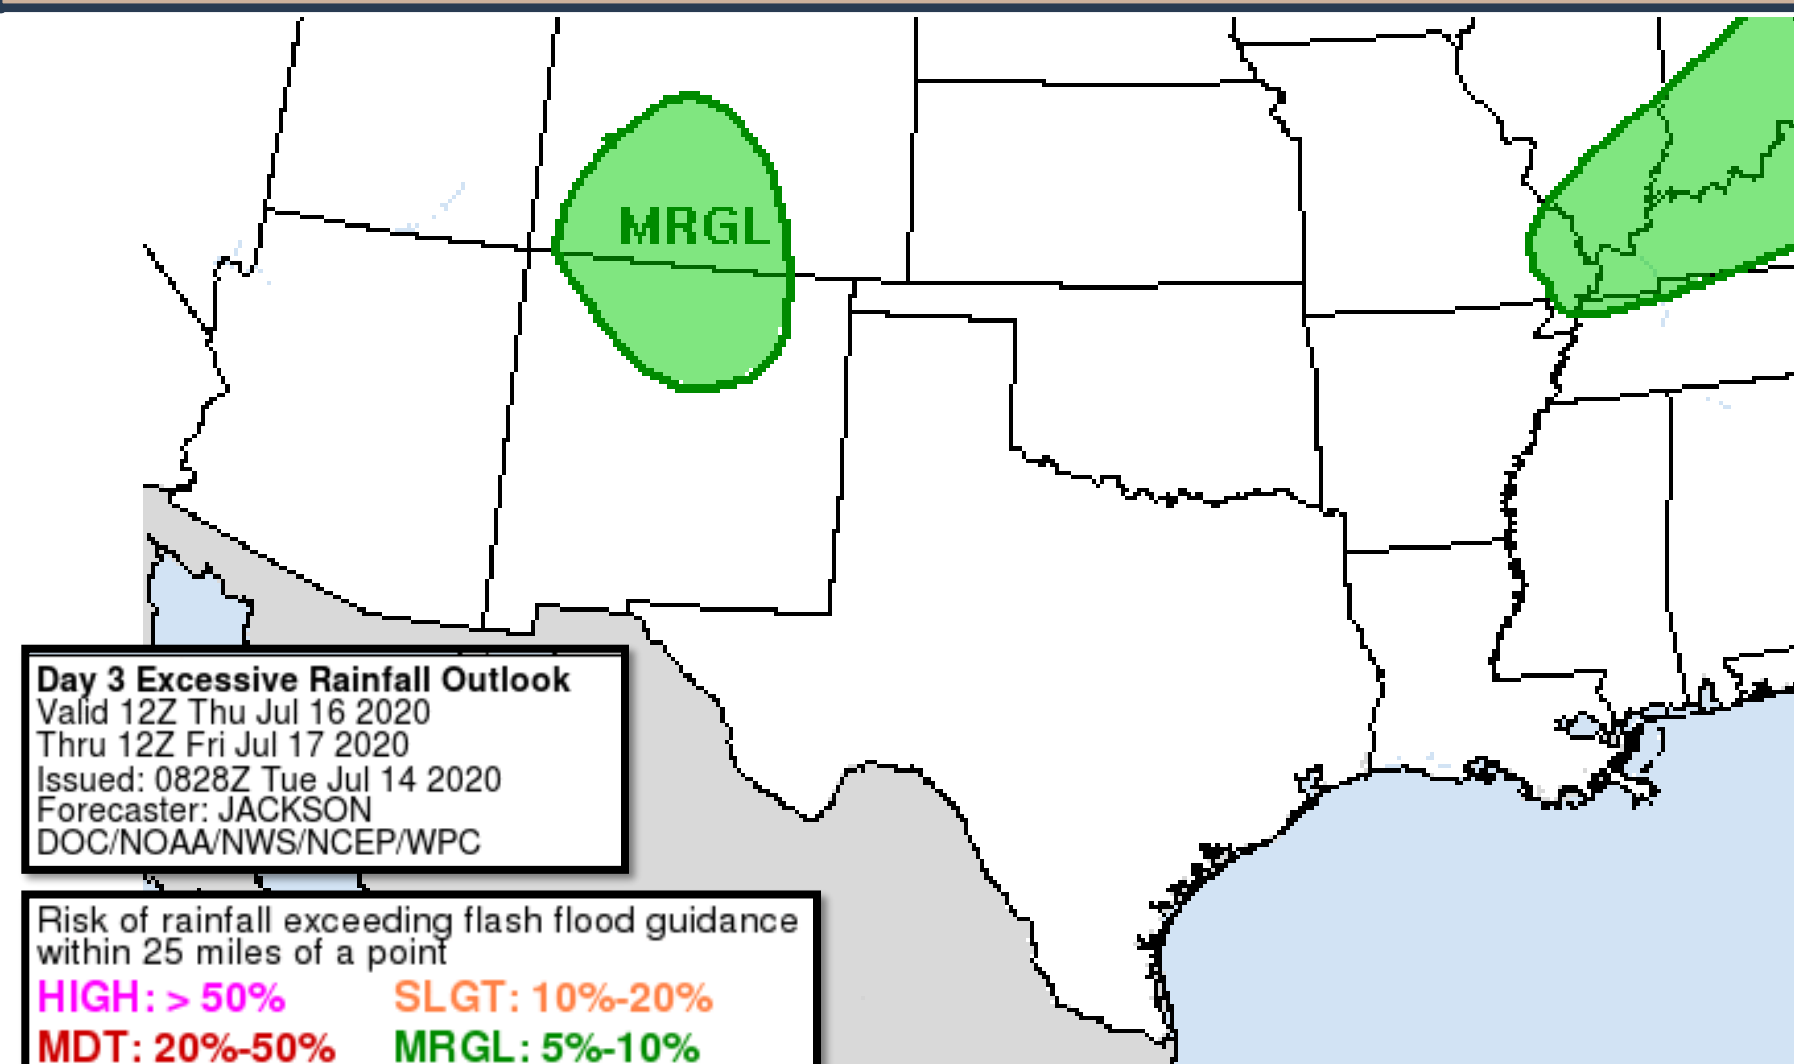 MRGL
Day 3 Excessive Rainfall Outlook
Valid 12Z Thu Jul 16 2020
Thru 12Z Fri Jul 17 2020
Issued: 0828Z Tue Jul 14 2020
Forecaster: JACKSON
DOC/NOAA/NWS/NCEP/WPC
Risk of rainfall exceeding flash flood guidance
within 25 miles of a point
HIGH: > 50% SLGT: 10%-20%
MDT: 20%-50% MRGL: 5%-10%